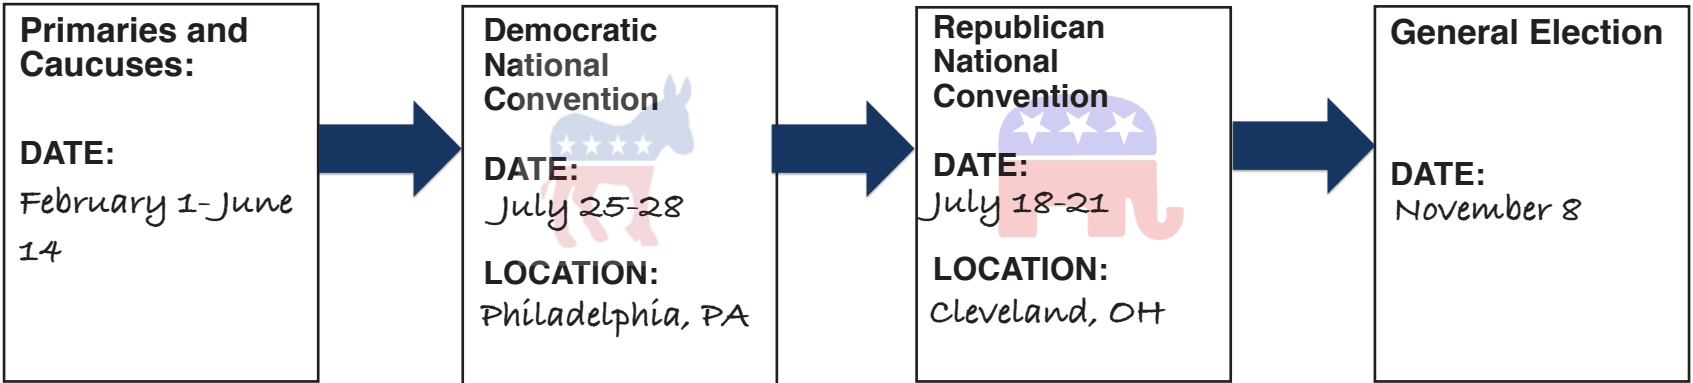 Primaries and
Caucuses:
DATE:
February 1-June
14
Democratic
National
Convention
DATE:
July 25-28
LOCATION:
Philadelphia, PA
Republican
National
Convention
DATE:
July 18-21
LOCATION:
Cleveland, OH
General Election
DATE:
November 8